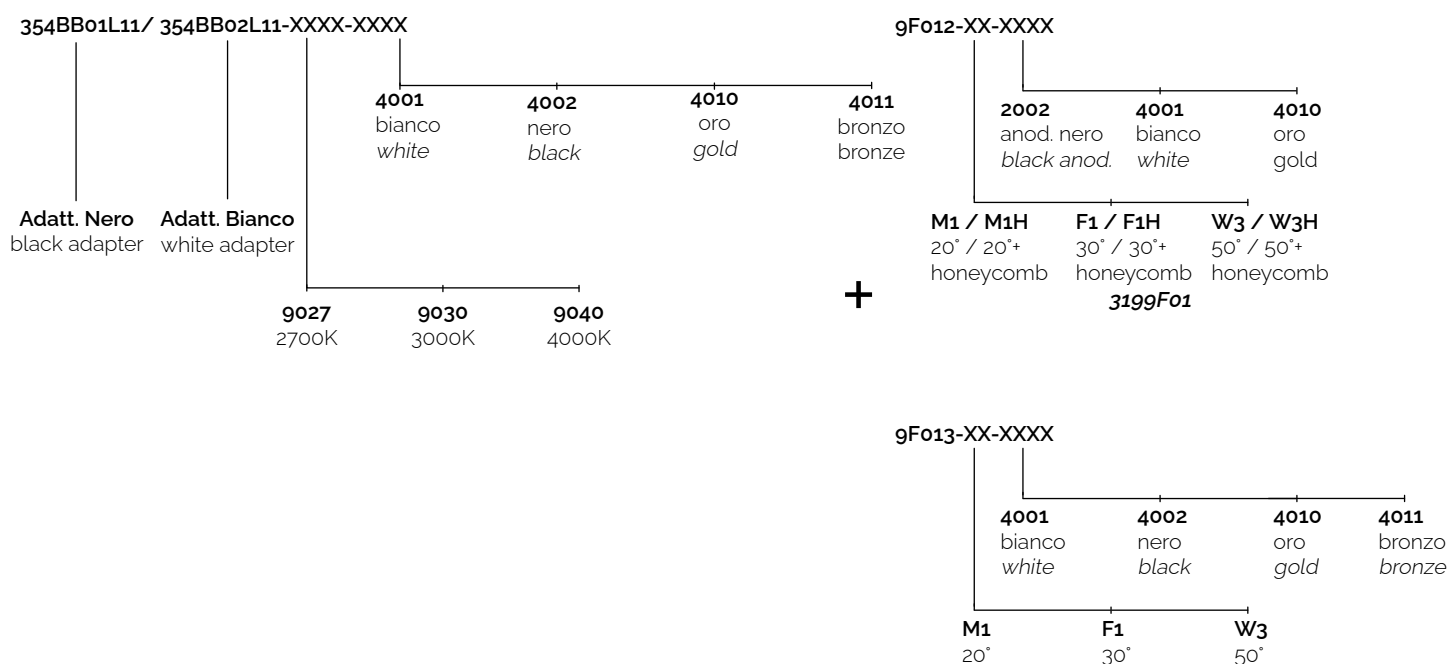 354BB01L11/ 354BB02L11-XXXX-XXXX
4001 4002 4010 4011
bianco nero oro bronzo
white black gold bronze
Adatt. Nero Adatt. Bianco
black adapter white adapter
9027 9030 9040
2700K 3000K 4000K
+
9F012-XX-XXXX
2002 4001 4010
anod. nero bianco oro
black anod. white gold
M1 / M1H F1 / F1H W3 / W3H
20° / 20°+ 30° / 30°+ 50° / 50°+
honeycomb honeycomb honeycomb
3199F01
9F013-XX-XXXX
4001 4002 4010 4011
bianco nero oro bronzo
white black gold bronze
M1 F1 W3
20° 30° 50°